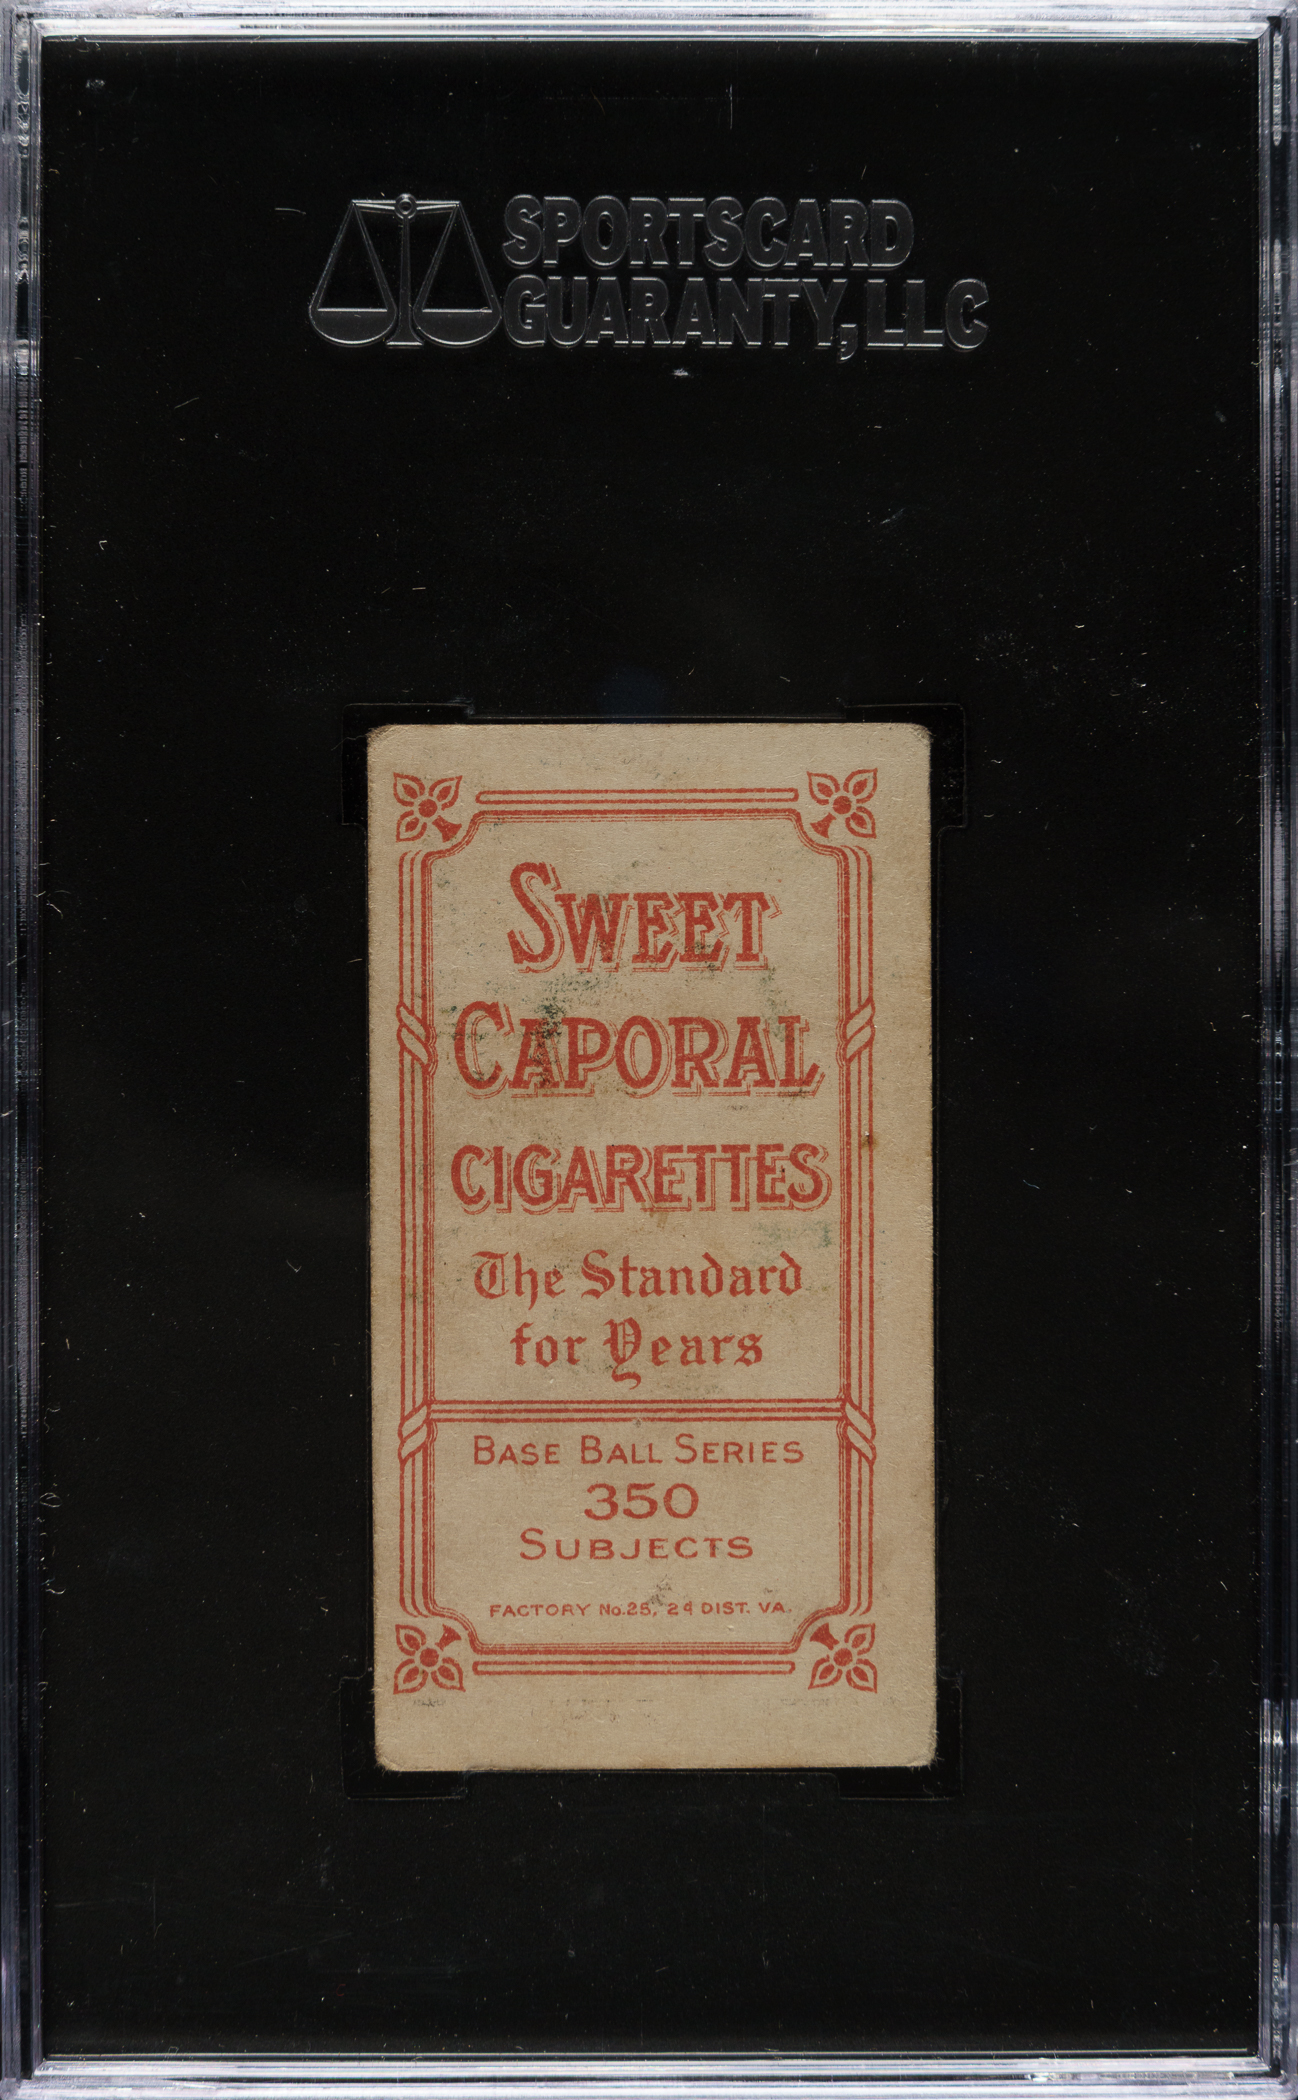 SPORTSCARD
GUARANTY, LLC
SWEET
CAPORAL
CIGARETTES
The Standard
for Years
BASE BALL SERIES
350
SUBJECTS
FACTORY No. 25, 2d DIST. VA.